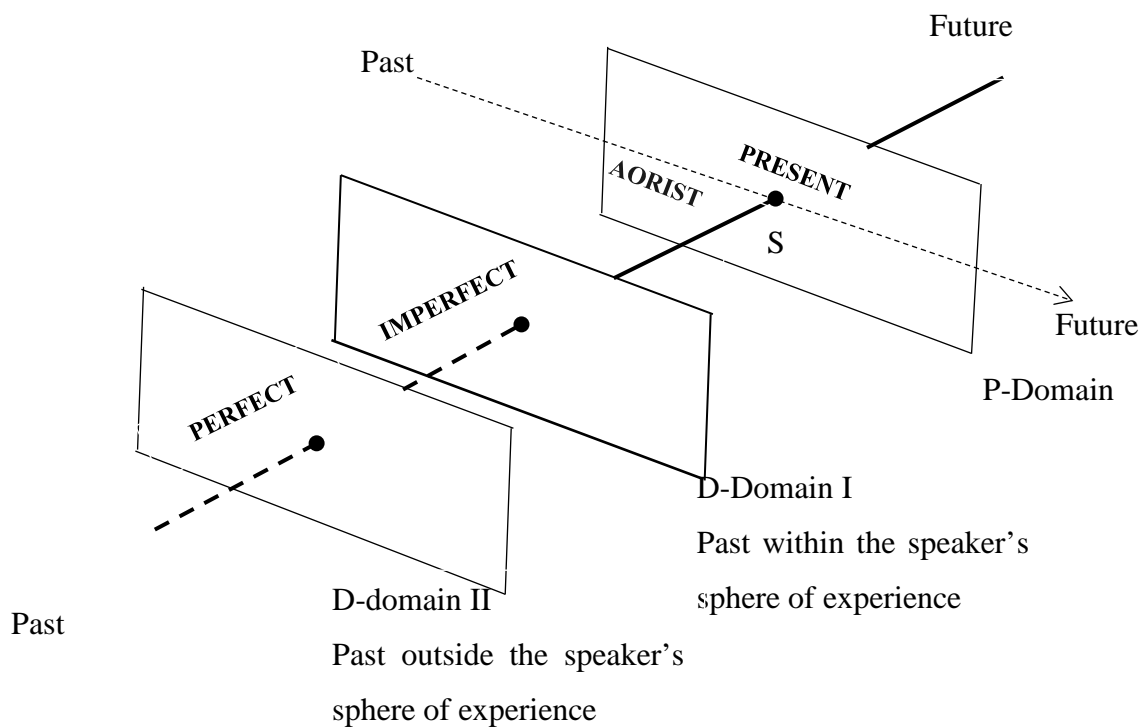 Future
Past
PRESENT
AORIST
S
IMPERFECT
Future
P-Domain
PERFECT
D-Domain I
Past within the speaker’s
sphere of experience
D-domain II
Past outside the speaker’s
sphere of experience
Past